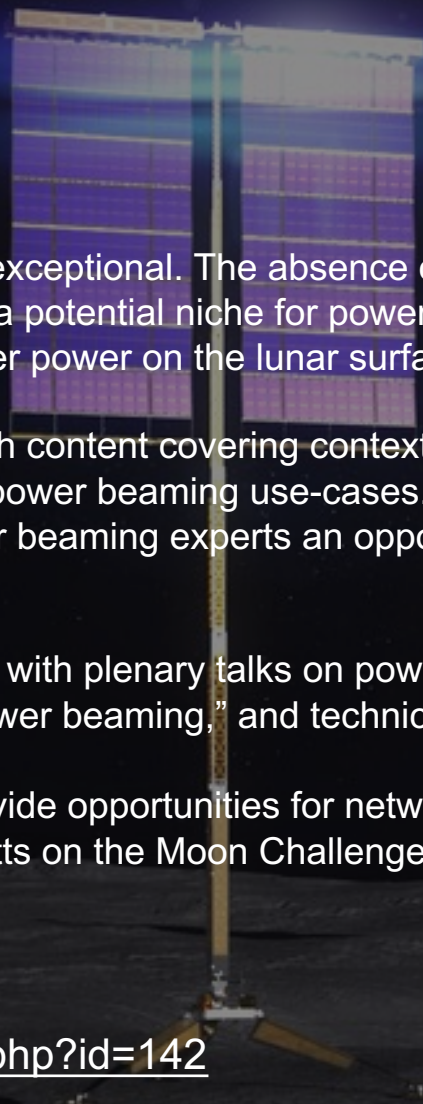 exceptional. The absence
a potential niche for power
er power on the lunar surfa
h content covering context
power beaming use-cases.
r beaming experts an oppo
with plenary talks on pow
wer beaming,” and technic
vide opportunities for netw
tts on the Moon Challenge
php?id=142